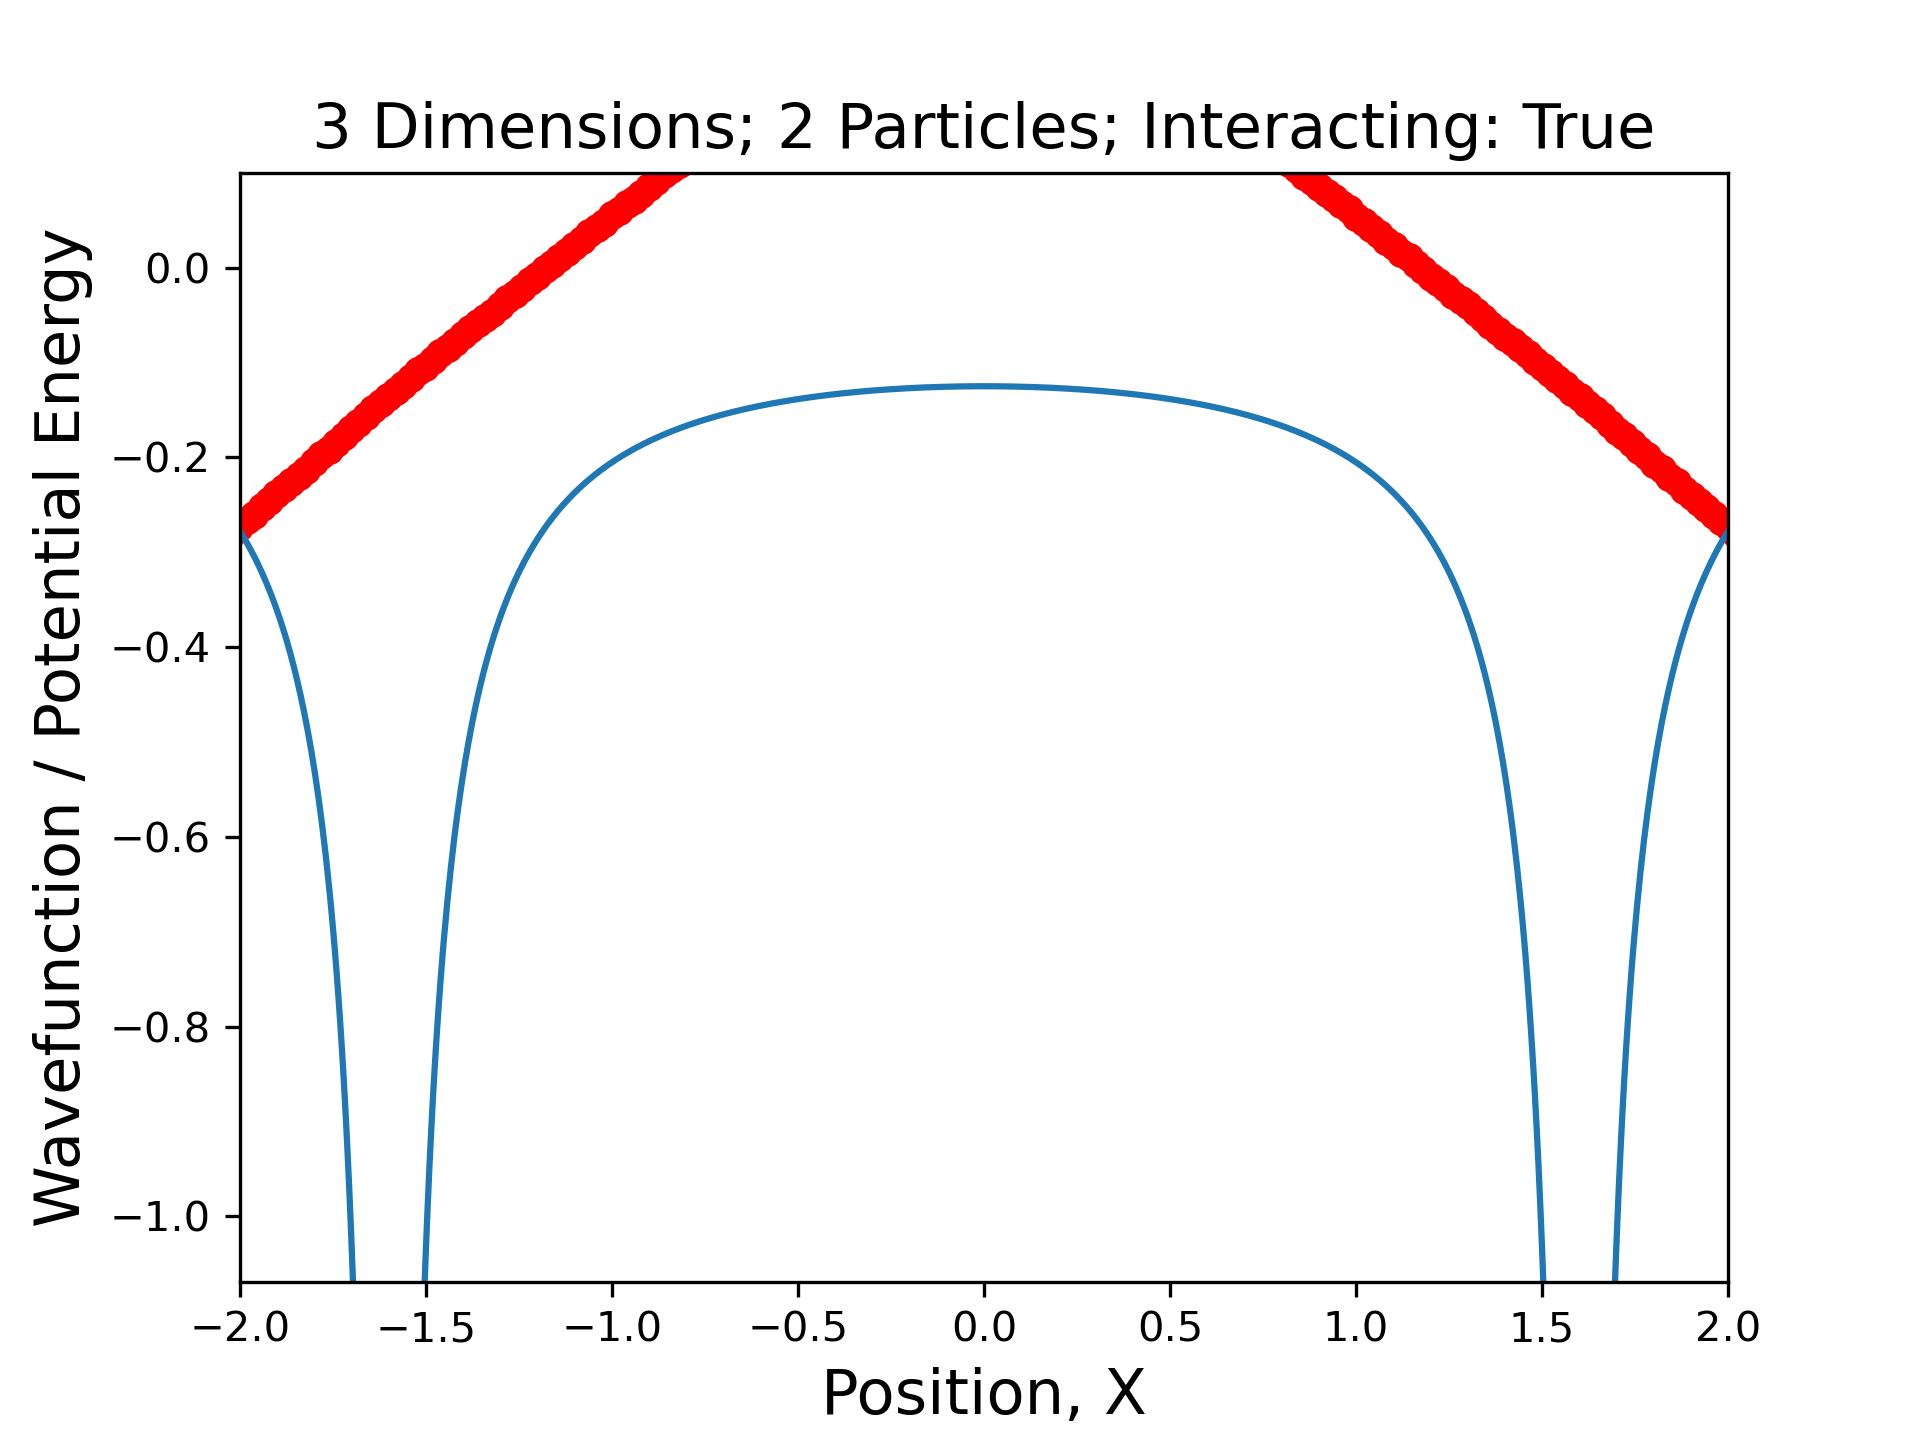 3 Dimensions; 2 Particles; Interacting: True
Wavefunction / Potential Energy
0.0
−0.2
−0.4
−0.6
−0.8
−1.0
−2.0 −1.5 −1.0 −0.5 0.0 0.5 1.0 1.5 2.0
Position, X